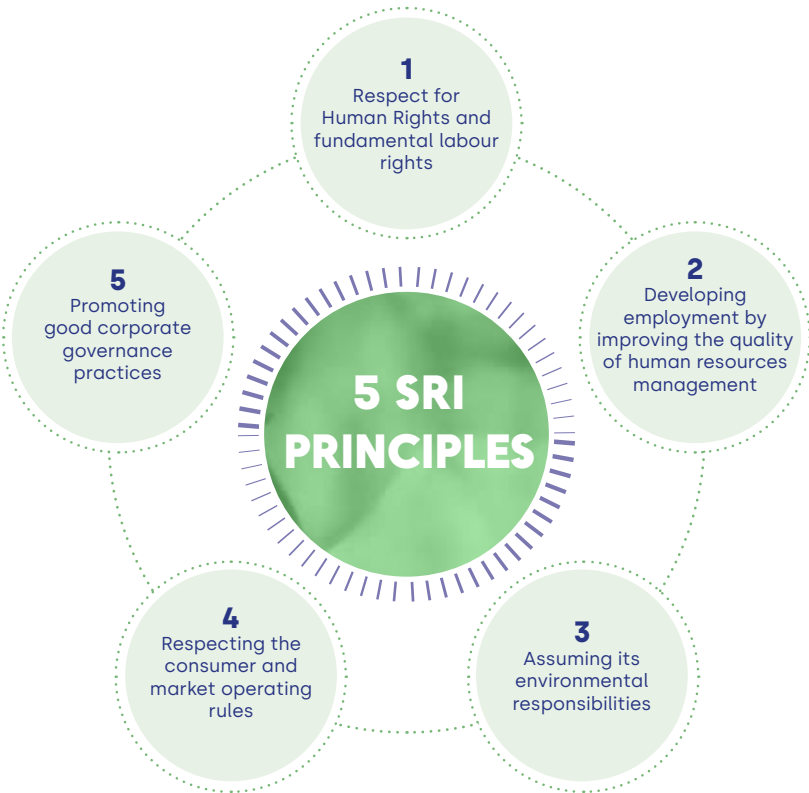 1
Respect for
Human Rights and
fundamental labour
rights
2
Developing
employment by
improving the quality
of human resources
management
3
Assuming its
environmental
responsibilities
4
Respecting the
consumer and
market operating
rules
5
Promoting
good corporate
governance
practices
5 SRI
PRINCIPLES